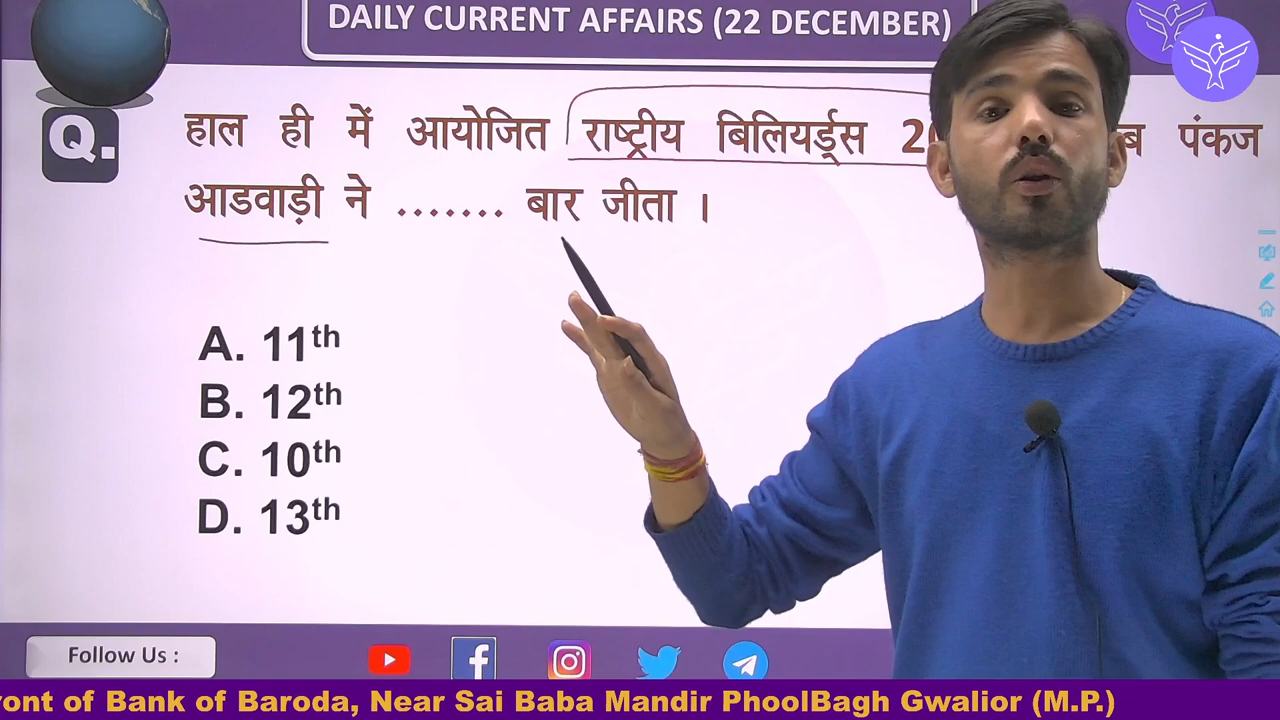 DAILY CURRENT AFFAIRS (22 DECEMBER)
Q.
हाल ही में आयोजित राष्ट्रीय बिलियर्ड्स पंकज
आडवाड़ी ने ....... बार जीता ।
A. 11th
B. 12th
C. 10th
D. 13th
Follow Us :
of Bank of Baroda, Near Sai Baba Mandir PhoolBagh Gwalior (M.P.)